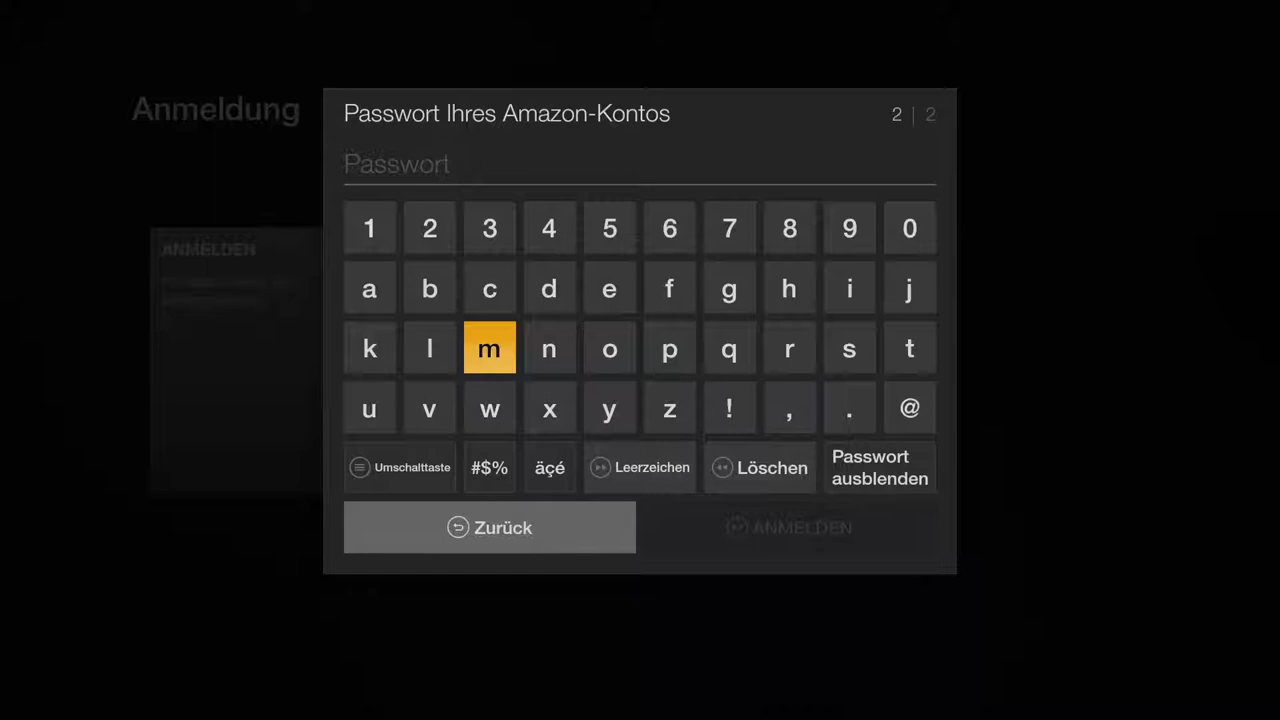 Anmeldung
Passwort Ihres Amazon-Kontos
2 | 2
Passwort
ANMELDEN
1 2 3 4 5 6 7 8 9 0
a b c d e f g h i j
k l m n o p q r s t
u v w x y z ! , . @
Umschalttaste #$% äçé Leerzeichen Löschen Passwort
ausblenden
Zurück ANMELDEN